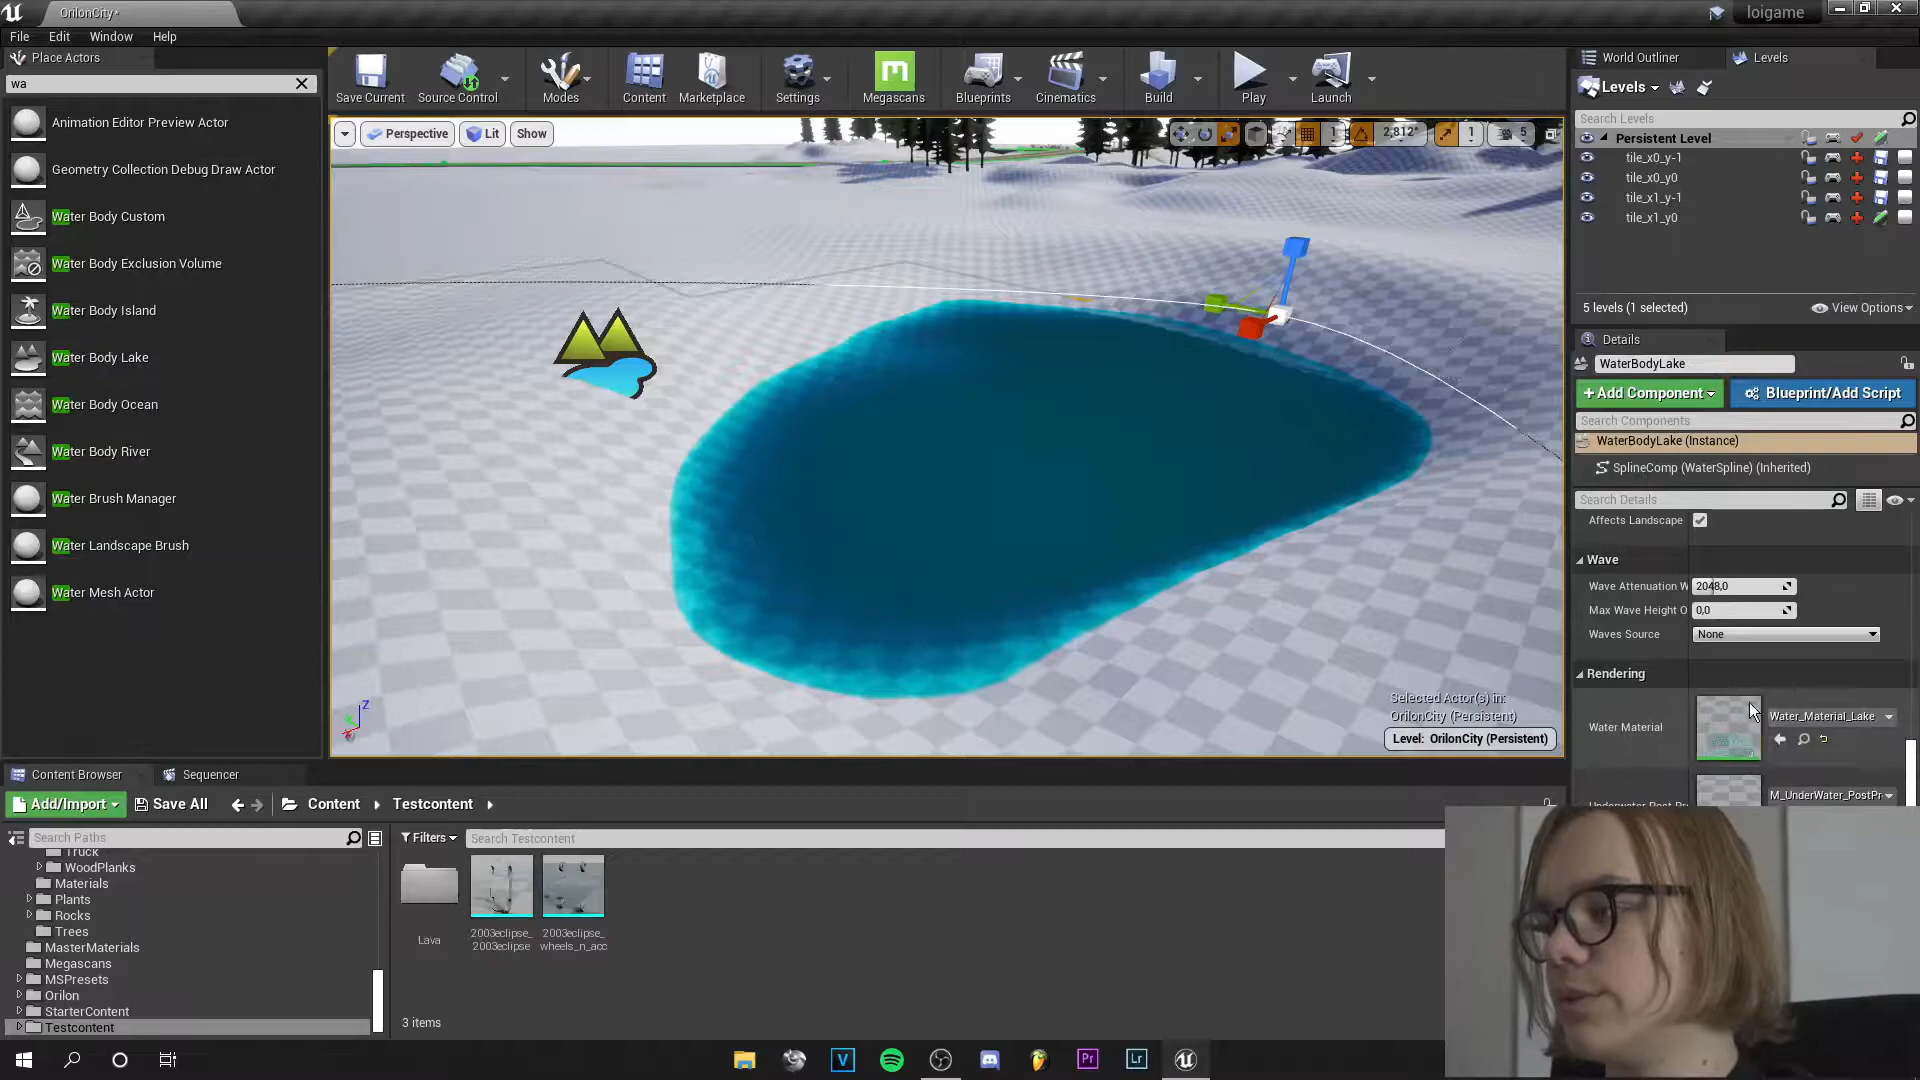 OrilonCity*
loigame
File Edit Window Help
Place Actors
wa
Animation Editor Preview Actor
Geometry Collection Debug Draw Actor
Water Body Custom
Water Body Exclusion Volume
Water Body Island
Water Body Lake
Water Body Ocean
Water Body River
Water Brush Manager
Water Landscape Brush
Water Mesh Actor
Save Current
Source Control
Modes
Content
Marketplace
Settings
Megascans
Blueprints
Cinematics
Build
Play
Launch
Perspective
Lit
Show
1
2,812°
1
5
Z
Selected Actor(s) in:
OrilonCity (Persistent)
Level: OrilonCity (Persistent)
World Outliner
Levels
Levels
Search Levels
Persistent Level
tile_x0_y-1
tile_x0_y0
tile_x1_y-1
tile_x1_y0
5 levels (1 selected)
View Options
Details
WaterBodyLake
+Add Component
Blueprint/Add Script
Search Components
WaterBodyLake (Instance)
SplineComp (WaterSpline) (Inherited)
Search Details
Affects Landscape
Wave
Wave Attenuation W
2048,0
Max Wave Height O
0,0
Waves Source
None
Rendering
Water Material
Water_Material_Lake
Underwater Post Pr
M_UnderWater_PostPr
Content Browser
Sequencer
Add/Import
Save All
Content
Testcontent
Search Paths
Filters
Search Testcontent
Truck
WoodPlanks
Materials
Plants
Rocks
Trees
MasterMaterials
Megascans
MSPresets
Orilon
StarterContent
Testcontent
Lava
2003eclipse_
2003eclipse
2003eclipse_
wheels_n_acc
3 items
V
Pr
Lr